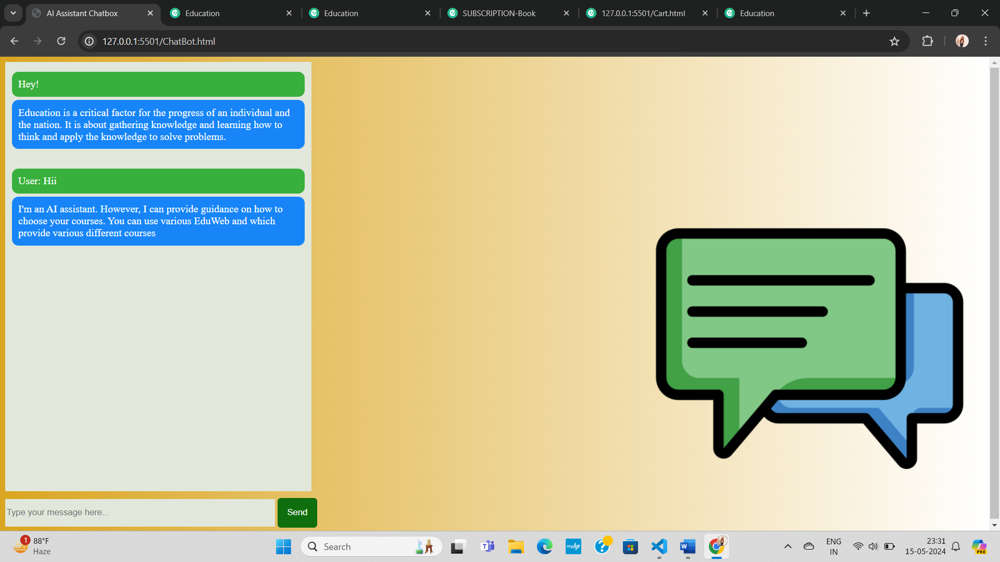 AI Assistant Chatbox
Education
Education
SUBSCRIPTION-Book
127.0.0.1:5501/Cart.html
Education
127.0.0.1:5501/ChatBot.html
Hey!
Education is a critical factor for the progress of an individual and
the nation. It is about gathering knowledge and learning how to
think and apply the knowledge to solve problems.
User: Hii
I'm an AI assistant. However, I can provide guidance on how to
choose your courses. You can use various EduWeb and which
provide various different courses
Type your message here...
Send
1
88°F
Haze
Search
myhp
ENG
IN
23:31
15-05-2024
PRE